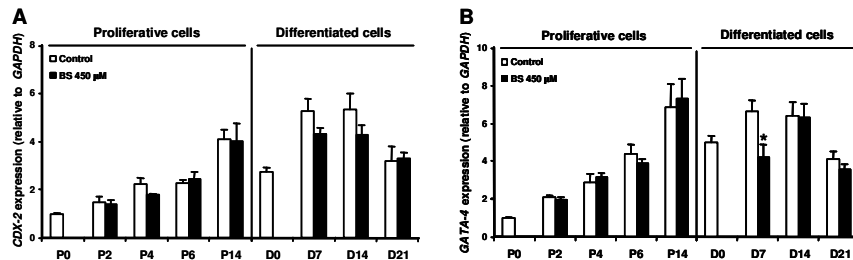 A
Proliferative cells
Differentiated cells
CDX-2 expression (relative to GAPDH)
8
6
4
2
0
Control
BS 450 µM
P0 P2 P4 P6 P14 D0 D7 D14 D21
B
Proliferative cells
Differentiated cells
GATA-4 expression (relative to GAPDH)
10
8
6
4
2
0
Control
BS 450 µM
*
P0 P2 P4 P6 P14 D0 D7 D14 D21